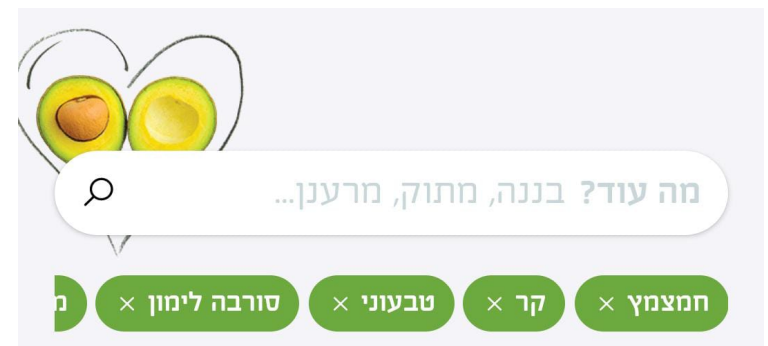 מה עוד? בננה, מתוק, מרענן...
חמצמץ × קר × טבעוני × סורבה לימון ×